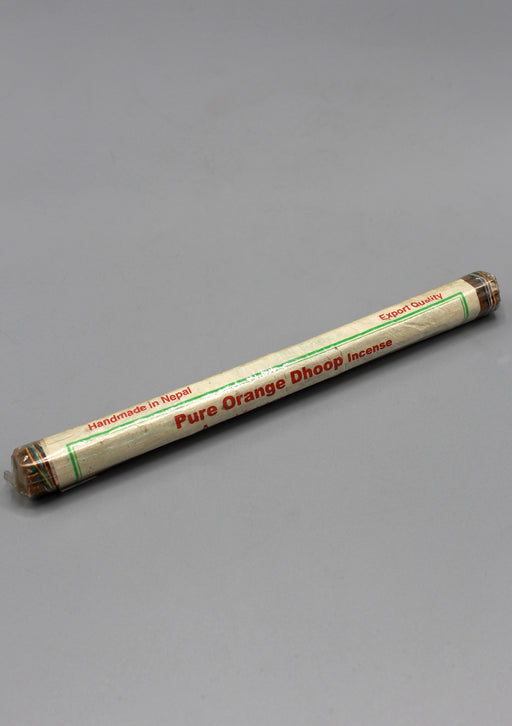 Handmade in Nepal
Export Quality
Pure Orange Dhoop Incense